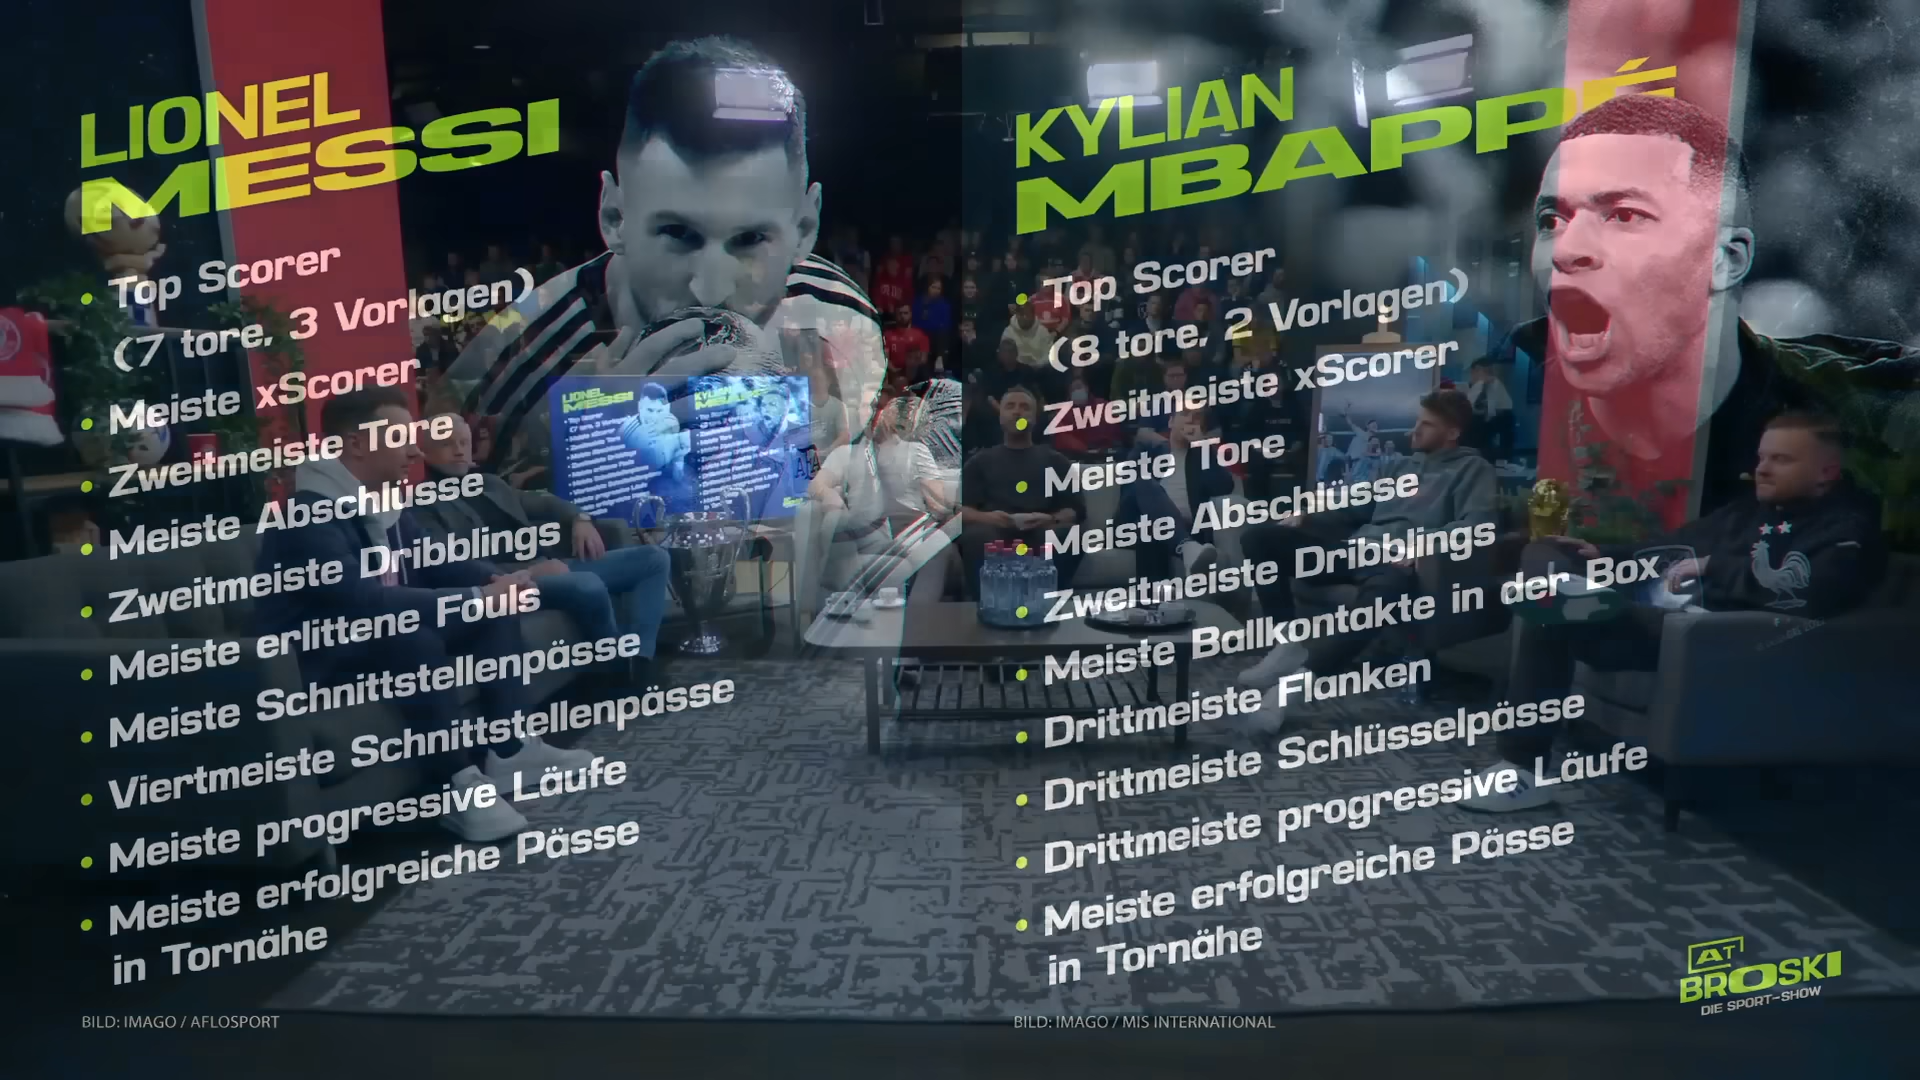 LIONEL
MESSI
• Top Scorer
(7 tore, 3 Vorlagen)
• Meiste xScorer
• Zweitmeiste Tore
• Meiste Abschlüsse
• Zweitmeiste Dribblings
• Meiste erlittene Fouls
• Meiste Schnittstellenpässe
• Viertmeiste Schnittstellenpässe
• Meiste progressive Läufe
• Meiste erfolgreiche Pässe
in Tornähe
BILD: IMAGO / AFLOSPORT
KYLIAN
MBAPPÉ
• Top Scorer
(8 tore, 2 Vorlagen)
• Zweitmeiste xScorer
• Meiste Tore
• Meiste Abschlüsse
• Zweitmeiste Dribblings
• Meiste Ballkontakte in der Box
• Drittmeiste Flanken
• Drittmeiste Schlüsselpässe
• Drittmeiste progressive Läufe
• Meiste erfolgreiche Pässe
in Tornähe
BILD: IMAGO / MIS INTERNATIONAL
AT
BROSKI
DIE SPORT-SHOW
LIONEL
MESSI